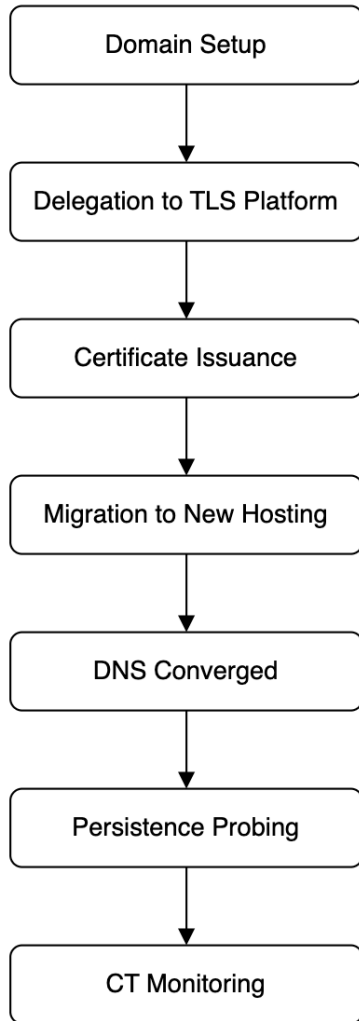 Domain Setup
Delegation to TLS Platform
Certificate Issuance
Migration to New Hosting
DNS Converged
Persistence Probing
CT Monitoring